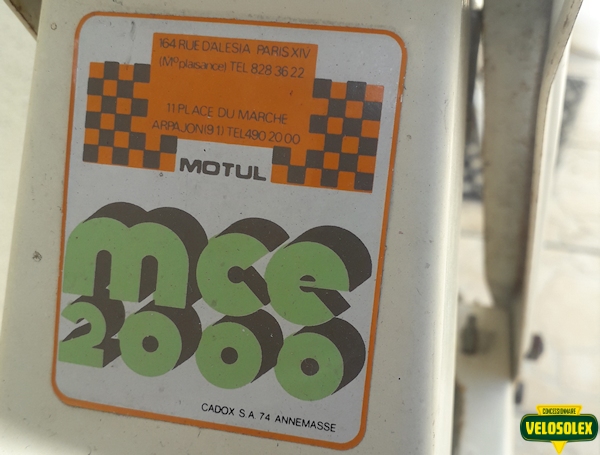 164 RUE DALESIA PARIS XIV
(Mº plaisance) TEL 828 36 22
11 PLACE DU MARCHE
ARPAJON(91) TEL 490 20 00
MOTUL
mce
2000
CADOX S.A. 74 ANNEMASSE
CONCESSIONNAIRE
VELOSOLEX